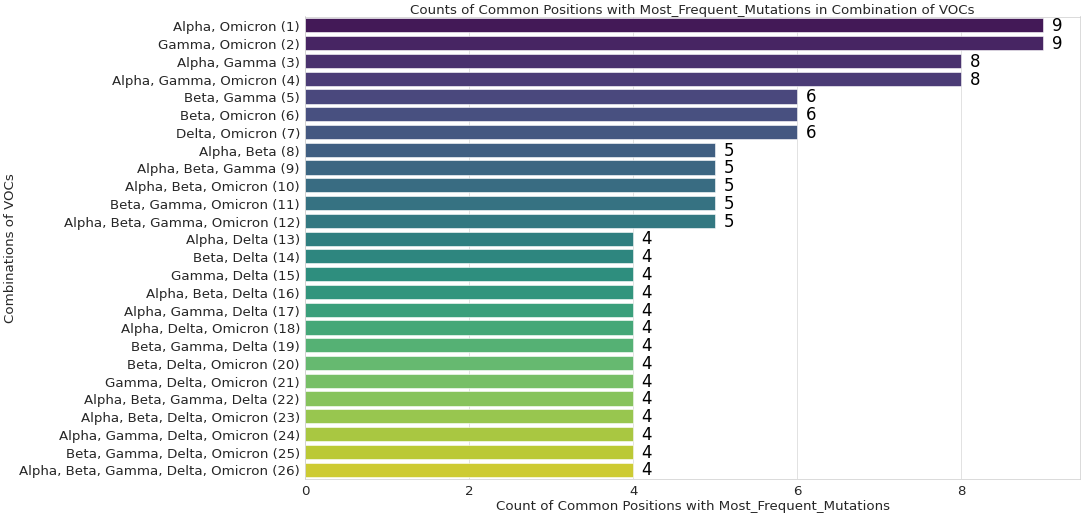 Counts of Common Positions with Most_Frequent_Mutations in Combination of VOCs
Combinations of VOCs
Alpha, Omicron (1) 9
Gamma, Omicron (2) 9
Alpha, Gamma (3) 8
Alpha, Gamma, Omicron (4) 8
Beta, Gamma (5) 6
Beta, Omicron (6) 6
Delta, Omicron (7) 6
Alpha, Beta (8) 5
Alpha, Beta, Gamma (9) 5
Alpha, Beta, Omicron (10) 5
Beta, Gamma, Omicron (11) 5
Alpha, Beta, Gamma, Omicron (12) 5
Alpha, Delta (13) 4
Beta, Delta (14) 4
Gamma, Delta (15) 4
Alpha, Beta, Delta (16) 4
Alpha, Gamma, Delta (17) 4
Alpha, Delta, Omicron (18) 4
Beta, Gamma, Delta (19) 4
Beta, Delta, Omicron (20) 4
Gamma, Delta, Omicron (21) 4
Alpha, Beta, Gamma, Delta (22) 4
Alpha, Beta, Delta, Omicron (23) 4
Alpha, Gamma, Delta, Omicron (24) 4
Beta, Gamma, Delta, Omicron (25) 4
Alpha, Beta, Gamma, Delta, Omicron (26) 4
0 2 4 6 8
Count of Common Positions with Most_Frequent_Mutations